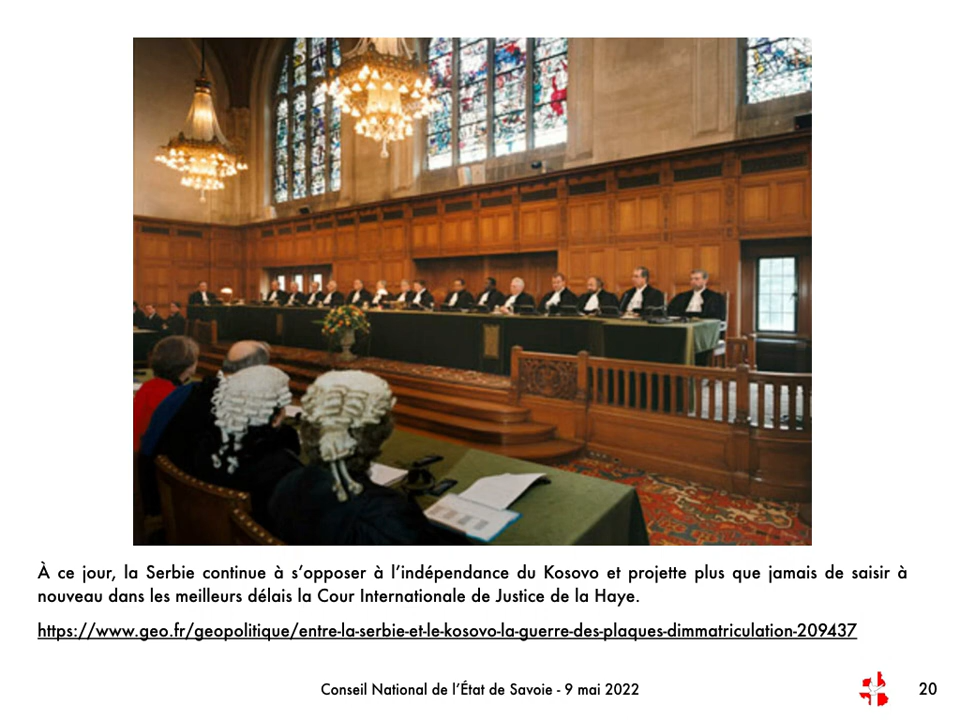 À ce jour, la Serbie continue à s’opposer à l’indépendance du Kosovo et projette plus que jamais de saisir à
nouveau dans les meilleurs délais la Cour Internationale de Justice de la Haye.
https://www.geo.fr/geopolitique/entre-la-serbie-et-le-kosovo-la-guerre-des-plaques-dimmatriculation-209437
Conseil National de l’État de Savoie - 9 mai 2022
20